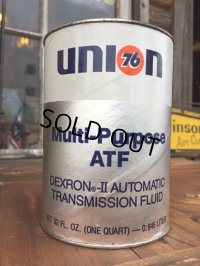 union
76
Multi-Purpose
SOLD OUT
ATF
DEXRON®-II AUTOMATIC
TRANSMISSION FLUID
NET 32 FL. OZ. (ONE QUART) — 0.946 LITER